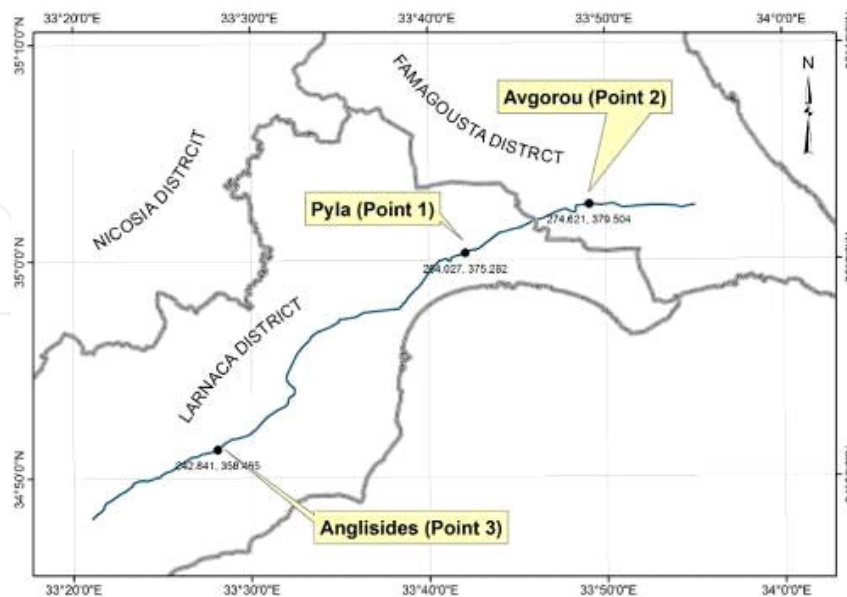 33°20'0"E
33°30'0"E
33°40'0"E
33°50'0"E
34°0'0"E
35°10'0"N
N
FAMAGOUSTA DISTRCT
Avgorou (Point 2)
NICOSIA DISTRCIT
Pyla (Point 1)
274.621, 379.504
35°0'0"N
264.027, 375.282
LARNACA DISTRICT
242.841, 358.465
34°50'0"N
Anglisides (Point 3)
33°20'0"E
33°30'0"E
33°40'0"E
33°50'0"E
34°0'0"E